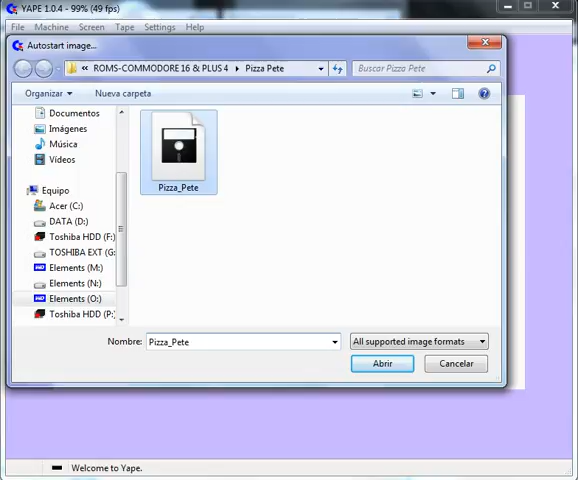 YAPE 1.0.4 - 99% (49 fps)
File Machine Screen Tape Settings Help
Autostart image...
« ROMS-COMMODORE 16 & PLUS 4 Pizza Pete
Buscar Pizza Pete
Organizar Nueva carpeta
Documentos
Imágenes
Música
Vídeos
Equipo
Acer (C:)
DATA (D:)
Toshiba HDD (F:)
TOSHIBA EXT (G:
Elements (M:)
Elements (N:)
Elements (O:)
Toshiba HDD (P:)
Pizza_Pete
Nombre: Pizza_Pete
All supported image formats
Abrir Cancelar
Welcome to Yape.